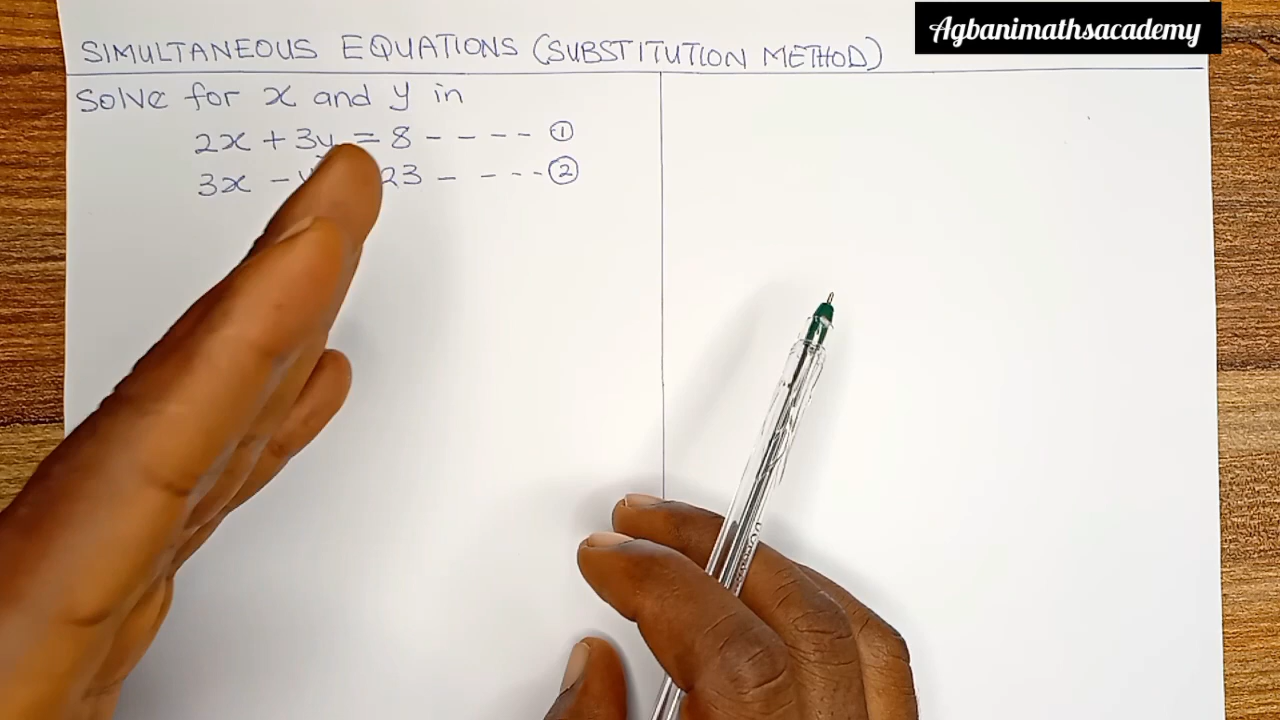 Agbanimathsacademy
SIMULTANEOUS EQUATIONS (SUBSTITUTION METHOD)
Solve for x and y in
2x + 3y = 8 - - - - ①
3x - 23 - - - - ②